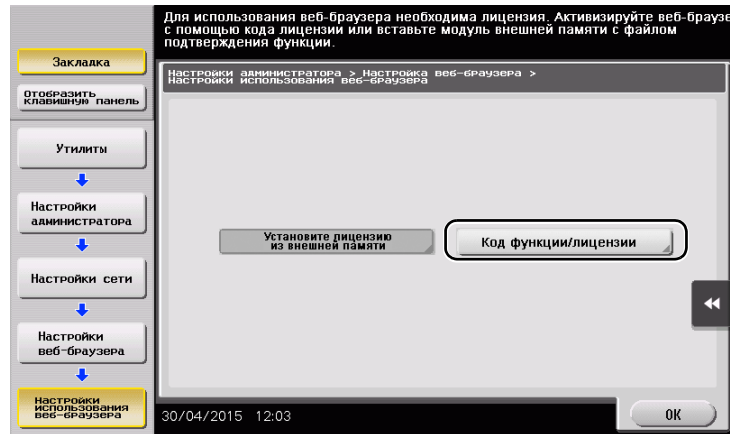 Для использования веб-браузера необходима лицензия. Активизируйте веб-браузе
с помощью кода лицензии или вставьте модуль внешней памяти с файлом
подтверждения функции.
Закладка
Отобразить
клавишную панель
Утилиты
Настройки
администратора
Настройки сети
Настройки
веб-браузера
Настройки
использования
веб-браузера
Настройки администратора > Настройка веб-браузера >
Настройки использования веб-браузера
Установите лицензию
из внешней памяти
Код функции/лицензии
30/04/2015 12:03
ОК